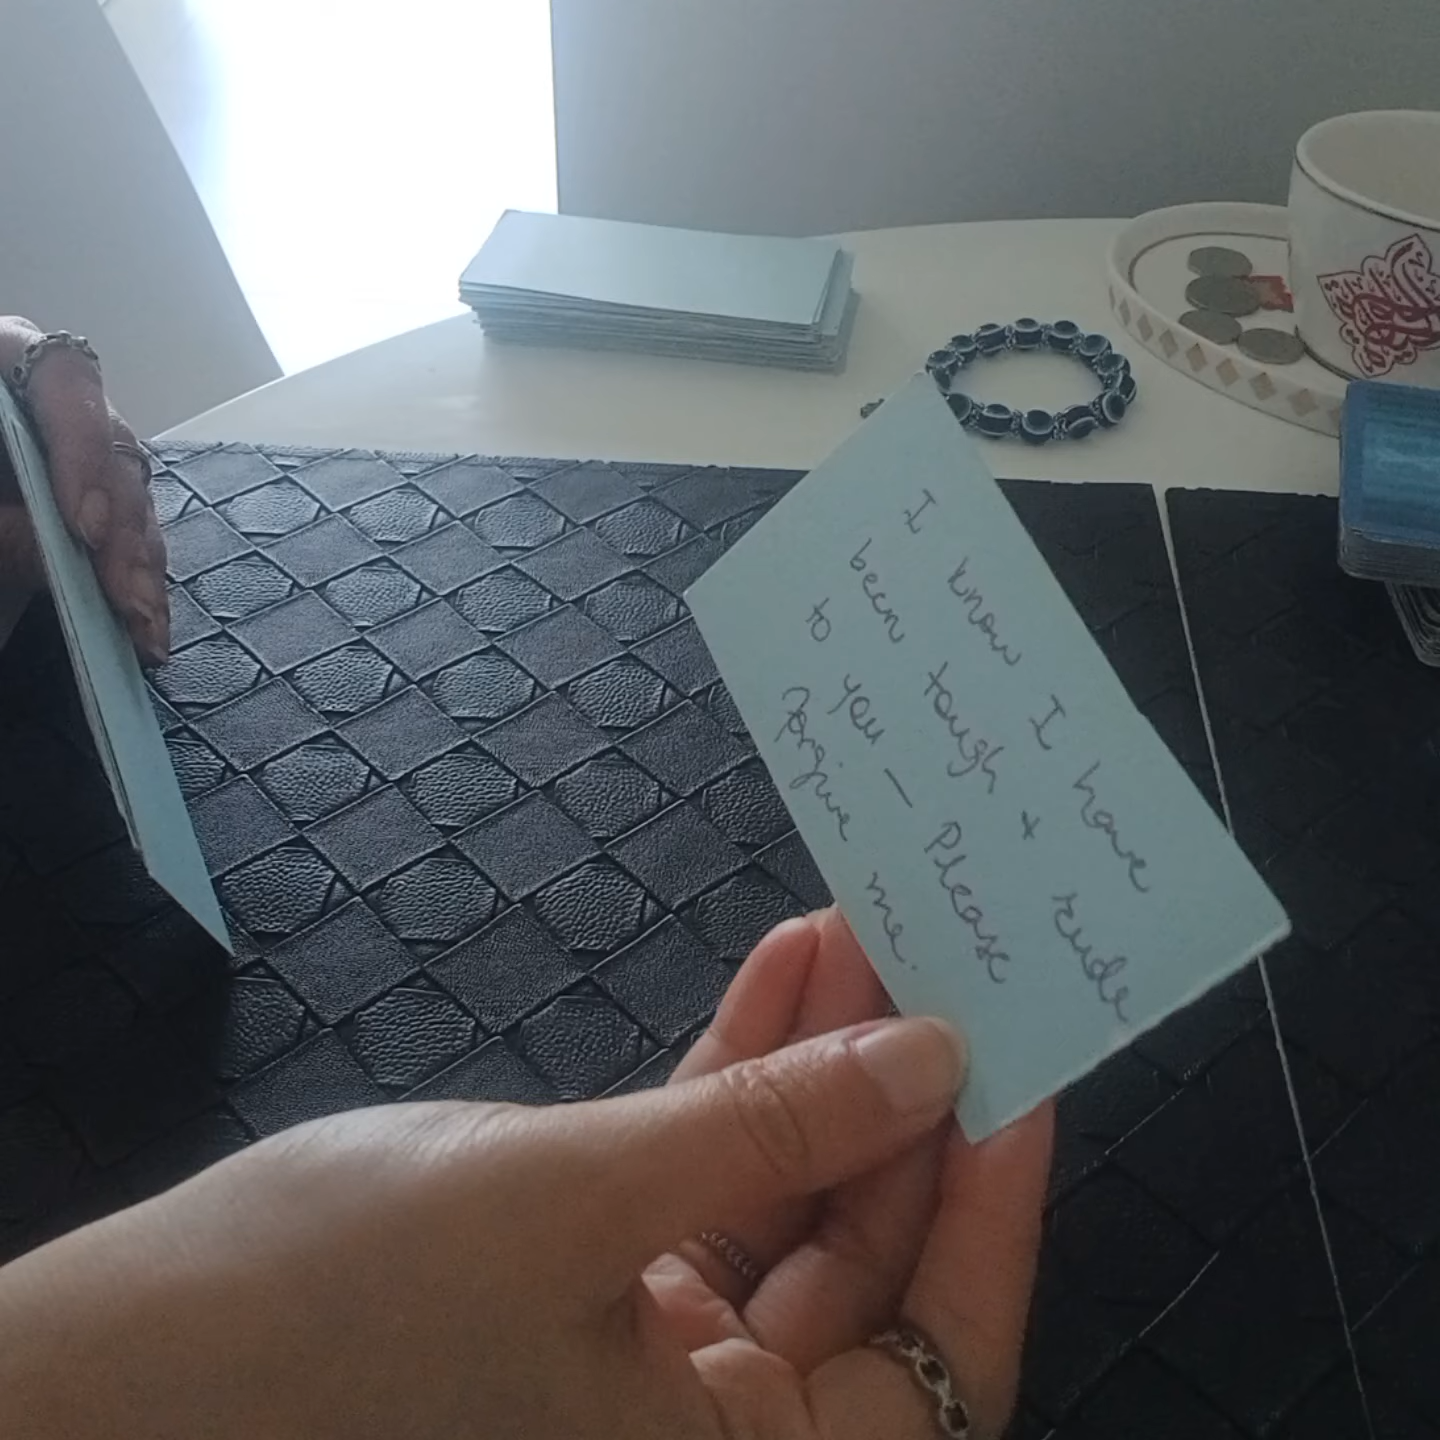 I know I have
been tough + rude
to you – Please
forgive me.